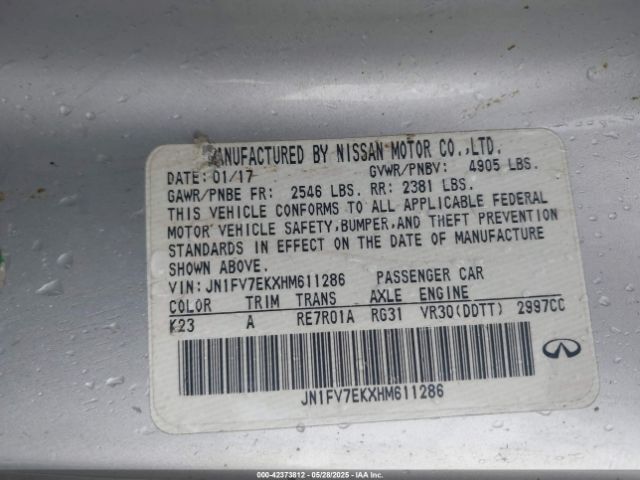 MANUFACTURED BY NISSAN MOTOR CO.,LTD.
DATE: 01/17 GVWR/PNBV: 4905 LBS.
GAWR/PNBE FR: 2546 LBS. RR: 2381 LBS.
THIS VEHICLE CONFORMS TO ALL APPLICABLE FEDERAL
MOTOR VEHICLE SAFETY, BUMPER, AND THEFT PREVENTION
STANDARDS IN EFFECT ON THE DATE OF MANUFACTURE
SHOWN ABOVE.
VIN: JN1FV7EKXHM611286 PASSENGER CAR
COLOR TRIM TRANS AXLE ENGINE
K23 A RE7R01A RG31 VR30(DDTT) 2997CC
JN1FV7EKXHM611286
000-42373812 - 05/28/2025 - IAA Inc.